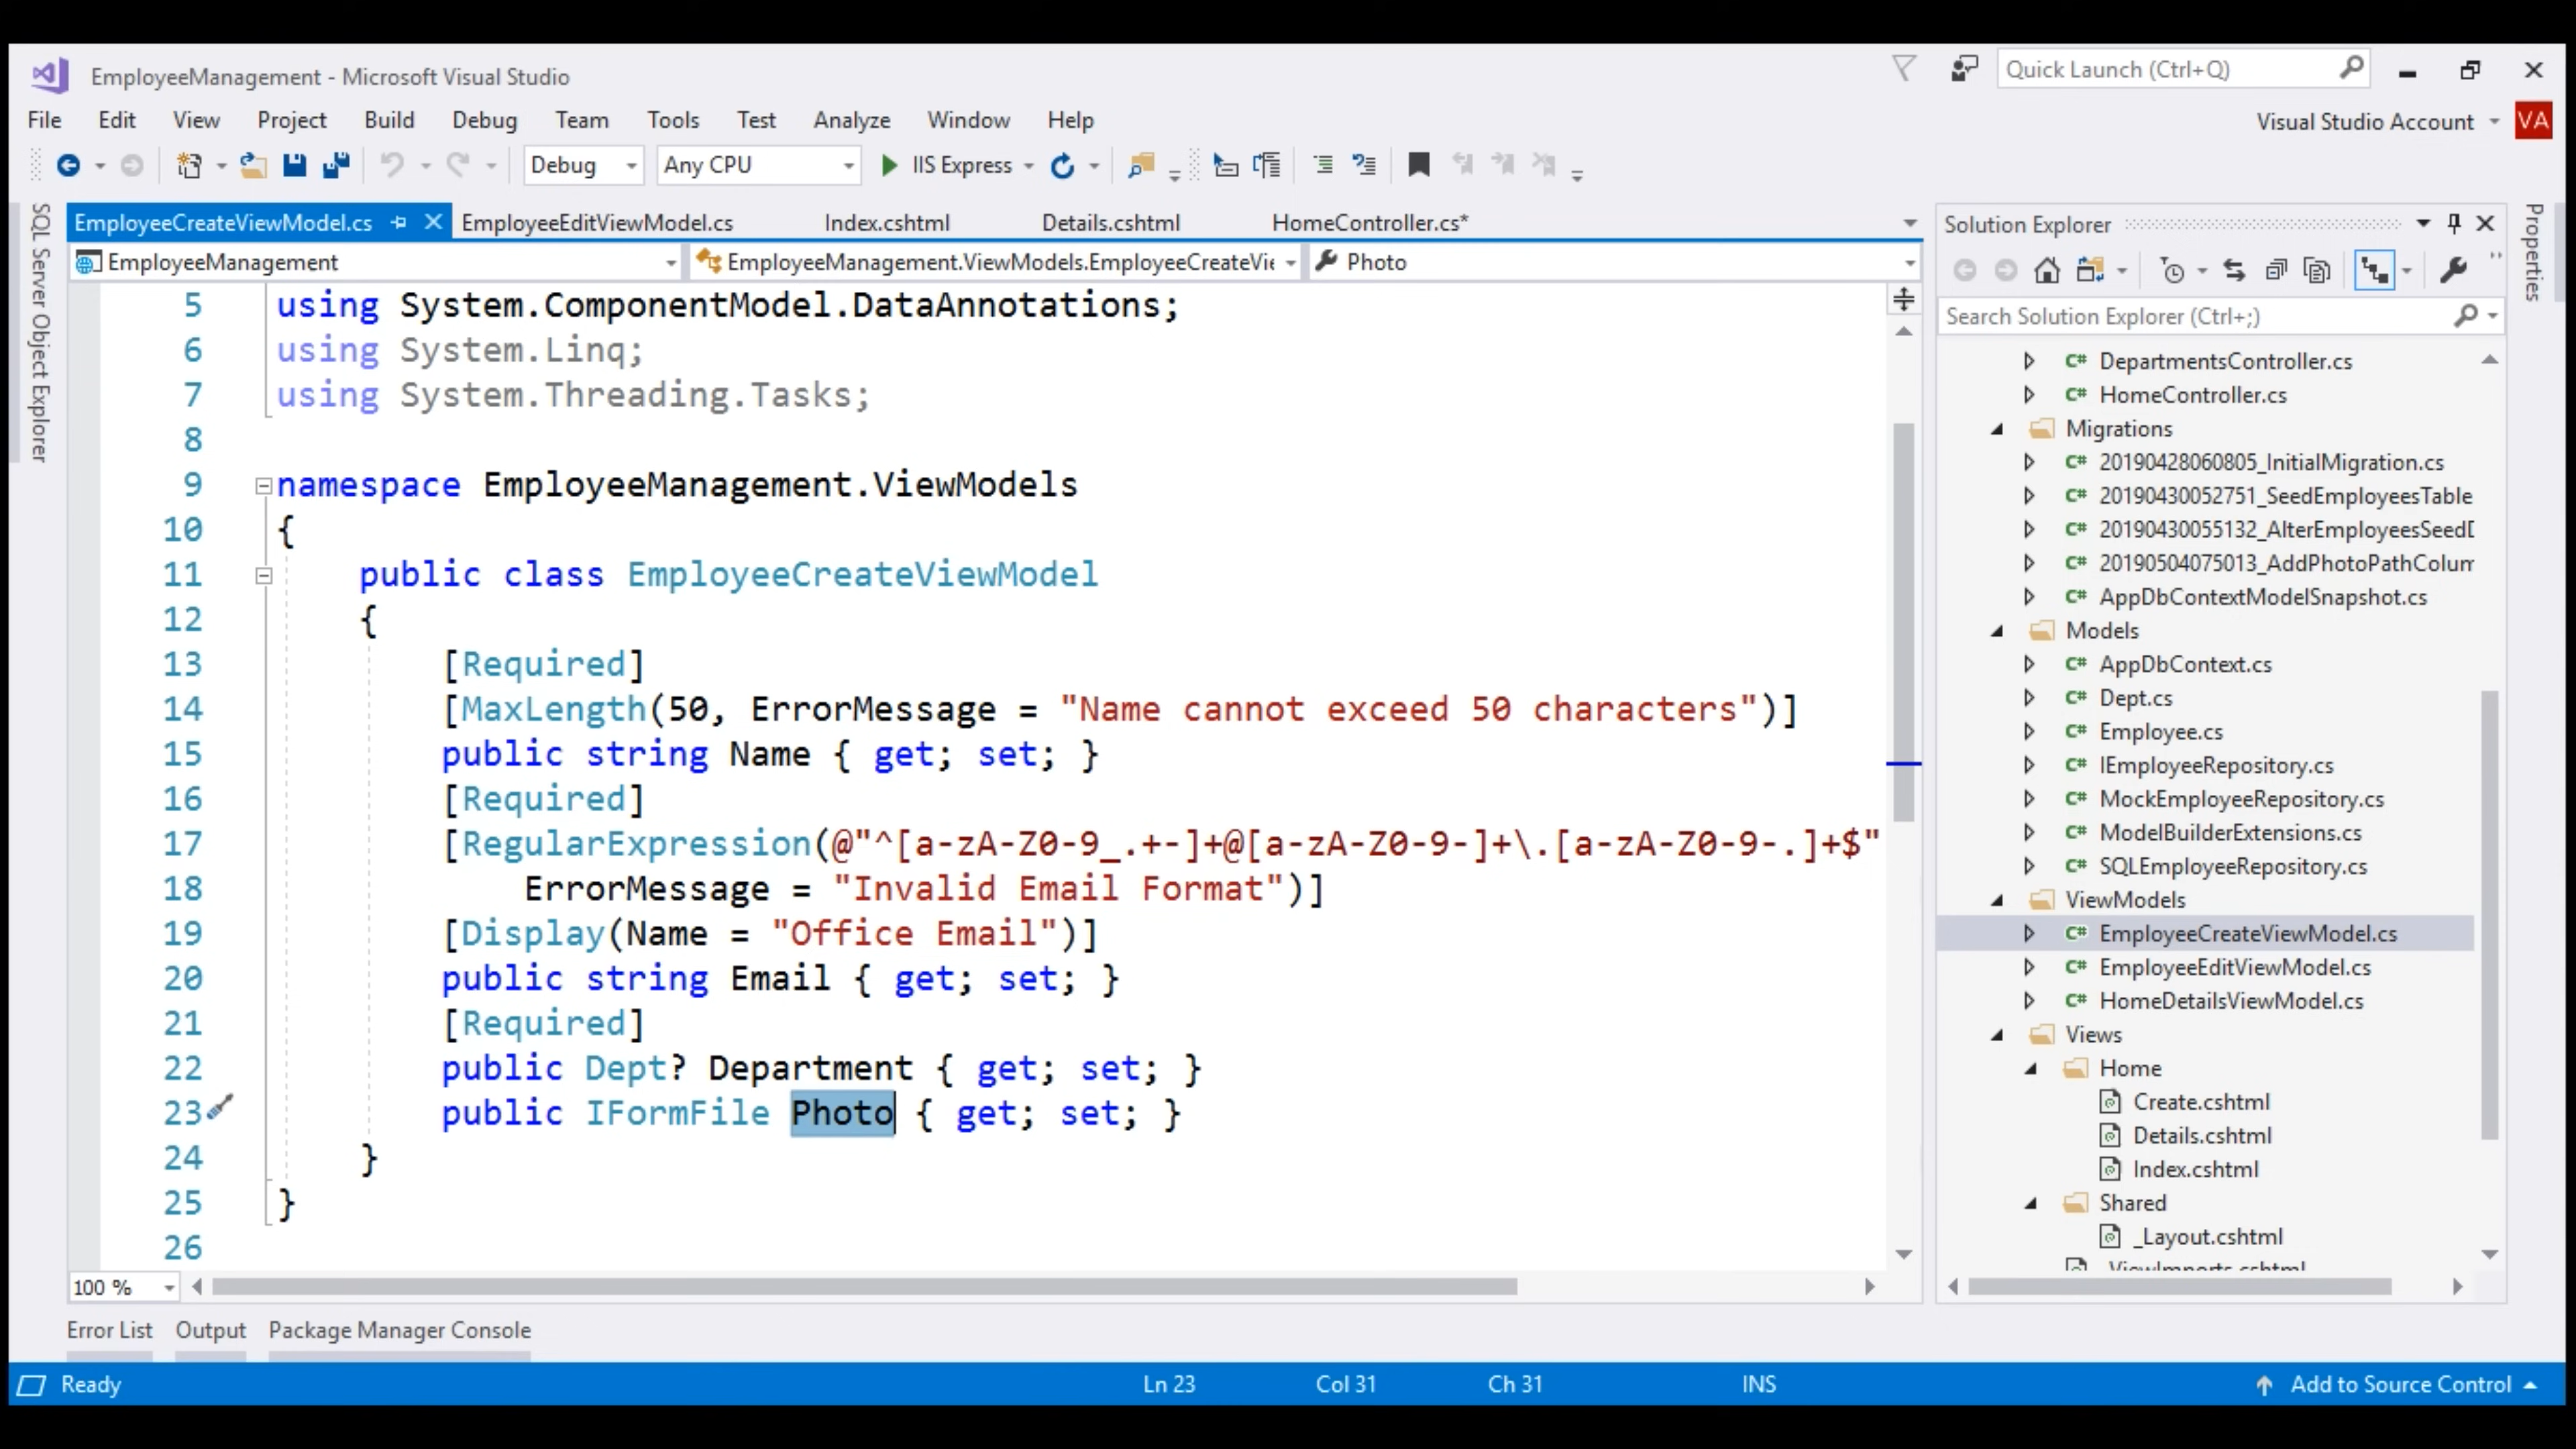 EmployeeManagement - Microsoft Visual Studio
Quick Launch (Ctrl+Q)
File Edit View Project Build Debug Team Tools Test Analyze Window Help
Visual Studio Account VA
Debug Any CPU IIS Express
SQL Server Object Explorer
EmployeeCreateViewModel.cs EmployeeEditViewModel.cs Index.cshtml Details.cshtml HomeController.cs*
EmployeeManagement EmployeeManagement.ViewModels.EmployeeCreateVie Photo
5 using System.ComponentModel.DataAnnotations;
6 using System.Linq;
7 using System.Threading.Tasks;
8
9 namespace EmployeeManagement.ViewModels
10 {
11 public class EmployeeCreateViewModel
12 {
13 [Required]
14 [MaxLength(50, ErrorMessage = "Name cannot exceed 50 characters")]
15 public string Name { get; set; }
16 [Required]
17 [RegularExpression(@"^[a-zA-Z0-9_.+-]+@[a-zA-Z0-9-]+\.[a-zA-Z0-9-.]+$"
18 ErrorMessage = "Invalid Email Format")]
19 [Display(Name = "Office Email")]
20 public string Email { get; set; }
21 [Required]
22 public Dept? Department { get; set; }
23 public IFormFile Photo { get; set; }
24 }
25 }
26
100 %
Solution Explorer
Search Solution Explorer (Ctrl+;)
C# DepartmentsController.cs
C# HomeController.cs
Migrations
C# 20190428060805_InitialMigration.cs
C# 20190430052751_SeedEmployeesTable
C# 20190430055132_AlterEmployeesSeedD
C# 20190504075013_AddPhotoPathColum
C# AppDbContextModelSnapshot.cs
Models
C# AppDbContext.cs
C# Dept.cs
C# Employee.cs
C# IEmployeeRepository.cs
C# MockEmployeeRepository.cs
C# ModelBuilderExtensions.cs
C# SQLEmployeeRepository.cs
ViewModels
C# EmployeeCreateViewModel.cs
C# EmployeeEditViewModel.cs
C# HomeDetailsViewModel.cs
Views
Home
Create.cshtml
Details.cshtml
Index.cshtml
Shared
_Layout.cshtml
_ViewImports.cshtml
Properties
Error List Output Package Manager Console
Ready Ln 23 Col 31 Ch 31 INS Add to Source Control